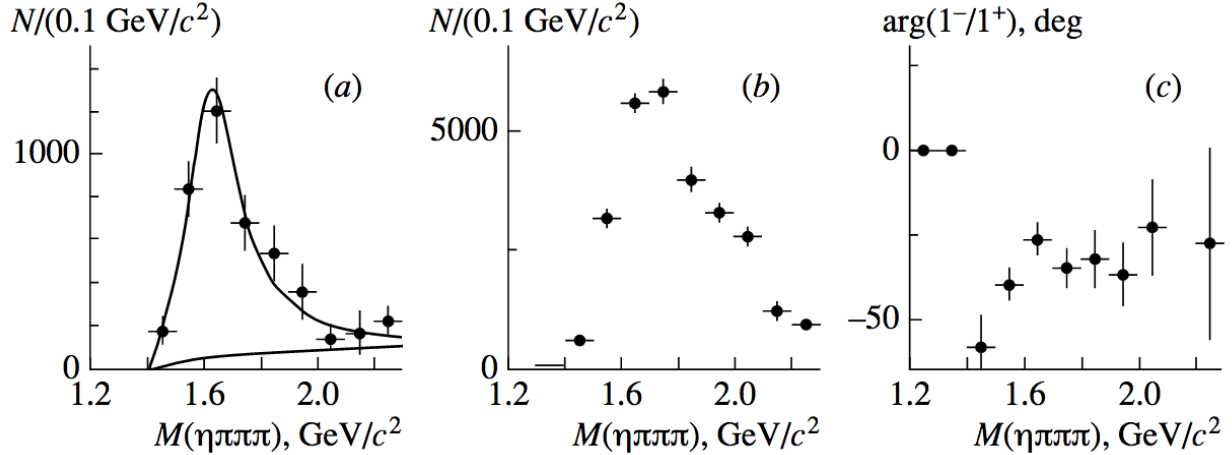 N/(0.1 GeV/c²)
(a)
1000
0
1.2 1.6 2.0
M(ηπππ), GeV/c²
N/(0.1 GeV/c²)
(b)
5000
0
1.2 1.6 2.0
M(ηπππ), GeV/c²
arg(1⁻/1⁺), deg
(c)
0
–50
1.2 1.6 2.0
M(ηπππ), GeV/c²